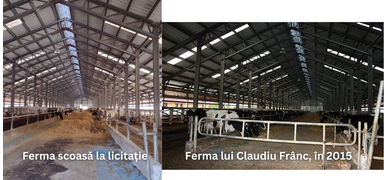 Ferma scoasă la licitație
Ferma lui Claudiu Frânc, în 2015